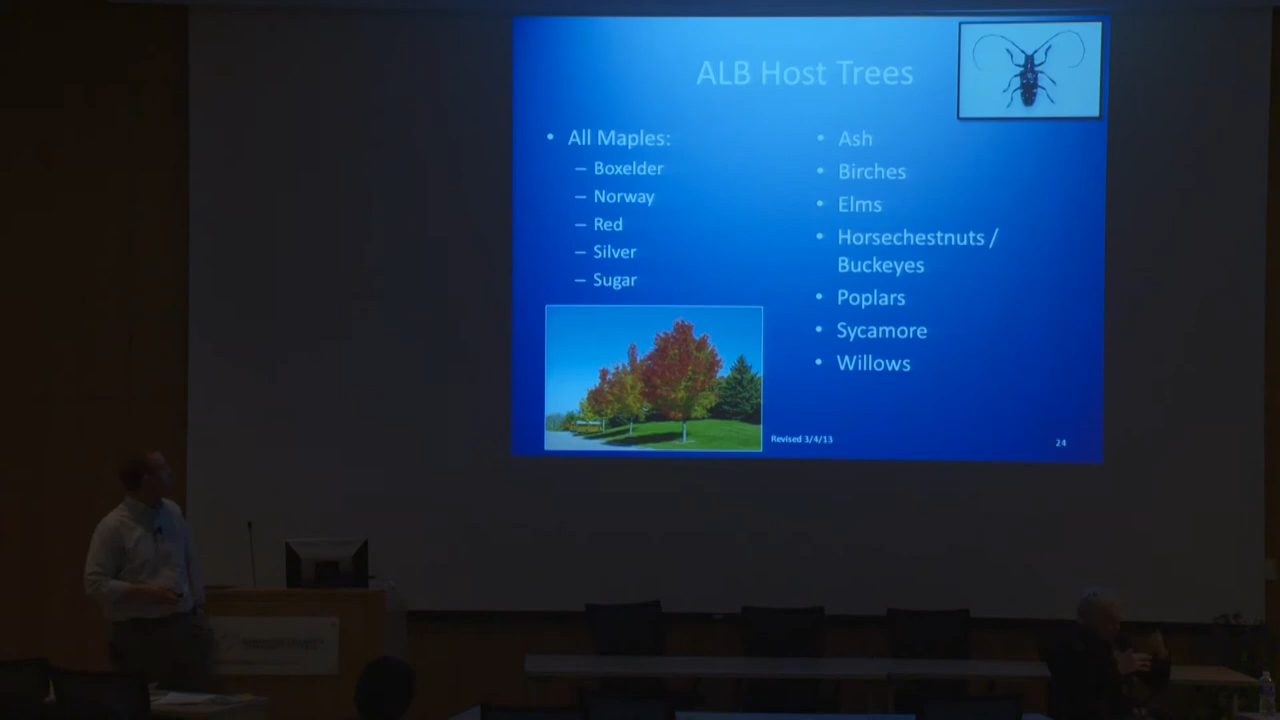 ALB Host Trees
• All Maples:
– Boxelder
– Norway
– Red
– Silver
– Sugar
• Ash
• Birches
• Elms
• Horsechestnuts /
Buckeyes
• Poplars
• Sycamore
• Willows
Revised 3/4/13
24